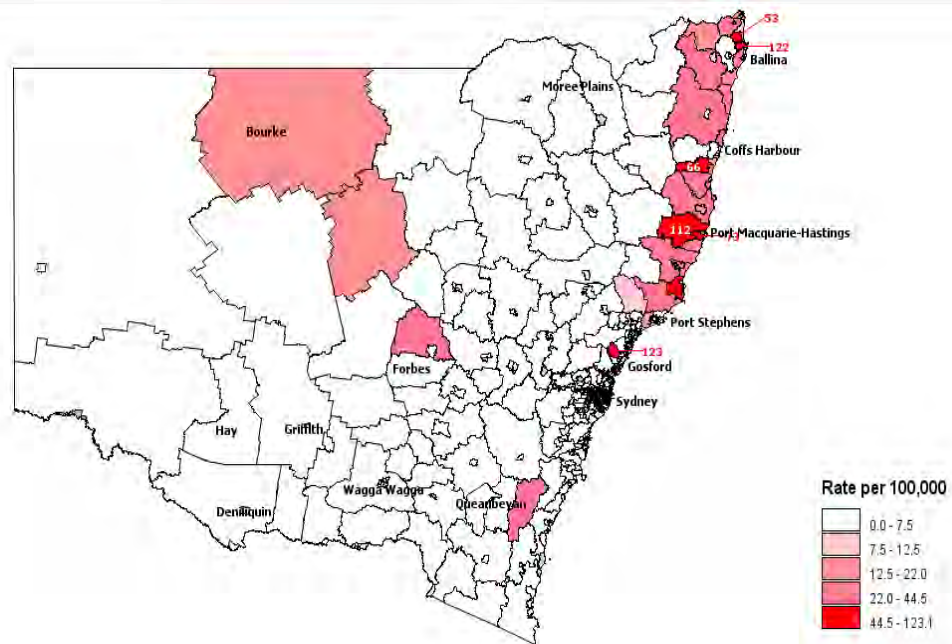 53
122
Ballina
Moree Plains
Bourke
Coffs Harbour
66
112
Port Macquarie-Hastings
Port Stephens
123
Forbes
Gosford
Sydney
Hay
Griffith
Wagga Wagga
Queanbeyan
Deniliquin
Rate per 100,000
0.0 - 7.5
7.5 - 12.5
12.5 - 22.0
22.0 - 44.5
44.5 - 123.1